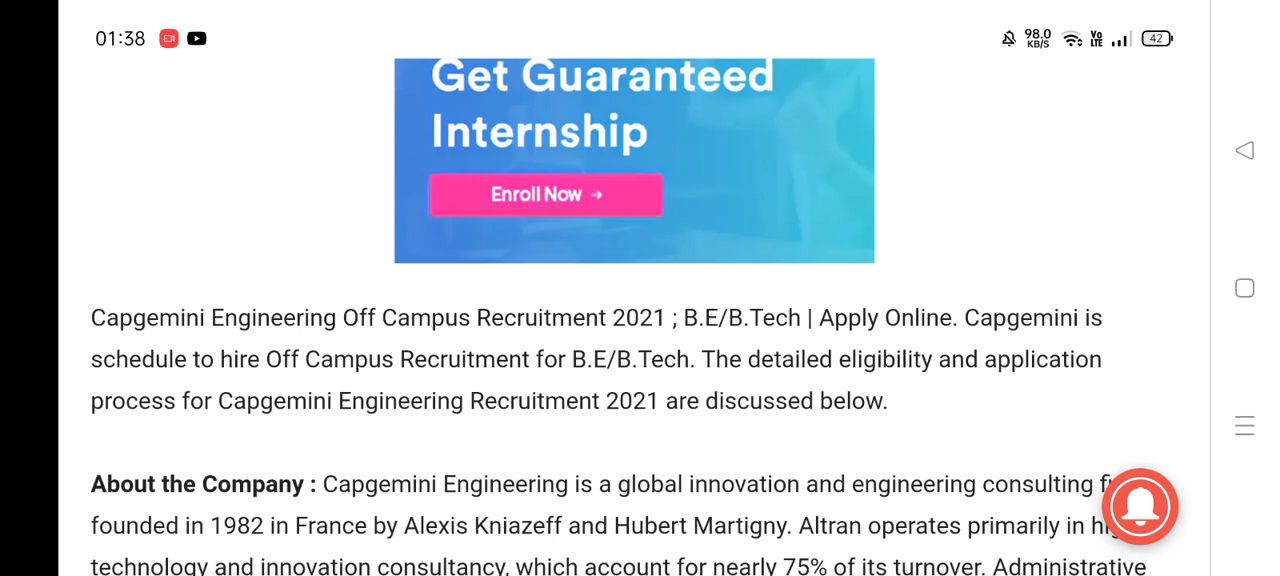 01:38 98.0 KB/S Vo LTE 42
Get Guaranteed
Internship
Enroll Now →
Capgemini Engineering Off Campus Recruitment 2021 ; B.E/B.Tech | Apply Online. Capgemini is
schedule to hire Off Campus Recruitment for B.E/B.Tech. The detailed eligibility and application
process for Capgemini Engineering Recruitment 2021 are discussed below.
About the Company : Capgemini Engineering is a global innovation and engineering consulting
founded in 1982 in France by Alexis Kniazeff and Hubert Martigny. Altran operates primarily in
technology and innovation consultancy, which account for nearly 75% of its turnover. Administrative